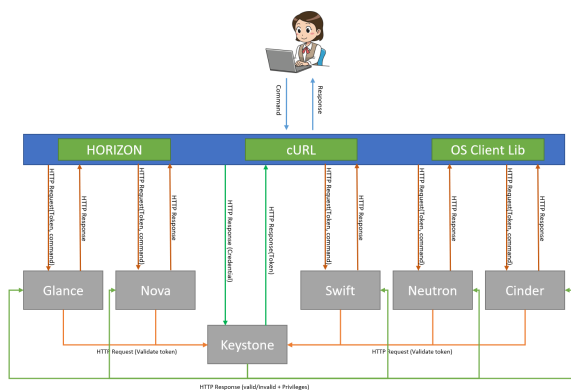 Command
Response
HORIZON
cURL
OS Client Lib
HTTP Request(Token, command)
HTTP Response
HTTP Request(Token, command)
HTTP Response
HTTP Response (Credential)
HTTP Response(Token)
HTTP Request(Token, command)
HTTP Response
HTTP Request(Token, command)
HTTP Response
HTTP Request(Token, command)
HTTP Response
Glance
Nova
Swift
Neutron
Cinder
Keystone
HTTP Request (Validate token)
HTTP Request (Validate token)
HTTP Response (valid/Invalid + Privileges)